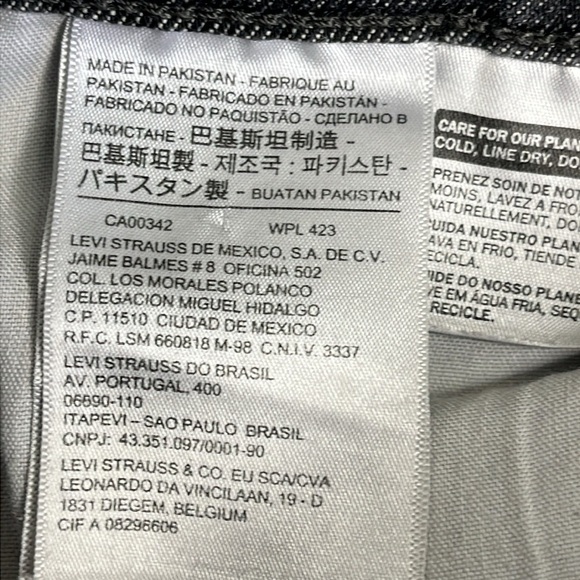 MADE IN PAKISTAN - FABRIQUE AU
PAKISTAN - FABRICADO EN PAKISTÁN -
FABRICADO NO PAQUISTÃO - СДЕЛАНО В
ПАКИСТАНЕ - 巴基斯坦制造 -
巴基斯坦製 - 제조국 : 파키스탄 -
パキスタン製 - BUATAN PAKISTAN
CA00342 WPL 423
LEVI STRAUSS DE MEXICO, S.A. DE C.V.
JAIME BALMES # 8 OFICINA 502
COL. LOS MORALES POLANCO
DELEGACION MIGUEL HIDALGO
C.P. 11510 CIUDAD DE MEXICO
R.F.C. LSM 660818 M-98 C.N.I.V. 3337
LEVI STRAUSS DO BRASIL
AV. PORTUGAL, 400
06690-110
ITAPEVI – SAO PAULO BRASIL
CNPJ: 43.351.097/0001-90
LEVI STRAUSS & CO. EU SCA/CVA
LEONARDO DA VINCILAAN, 19 - D
1831 DIEGEM, BELGIUM
CIF A 08296606
CARE FOR OUR PLAN
COLD, LINE DRY, DO
PRENEZ SOIN DE NOT
MOINS, LAVEZ A FRO
NATURELLEMENT, DO
UIDA NUESTRO PLAN
AVA EN FRIO, TIENDE
ECICLA.
IDE DO NOSSO PLANE
VE EM ÁGUA FRIA, SEQ
RECICLE.